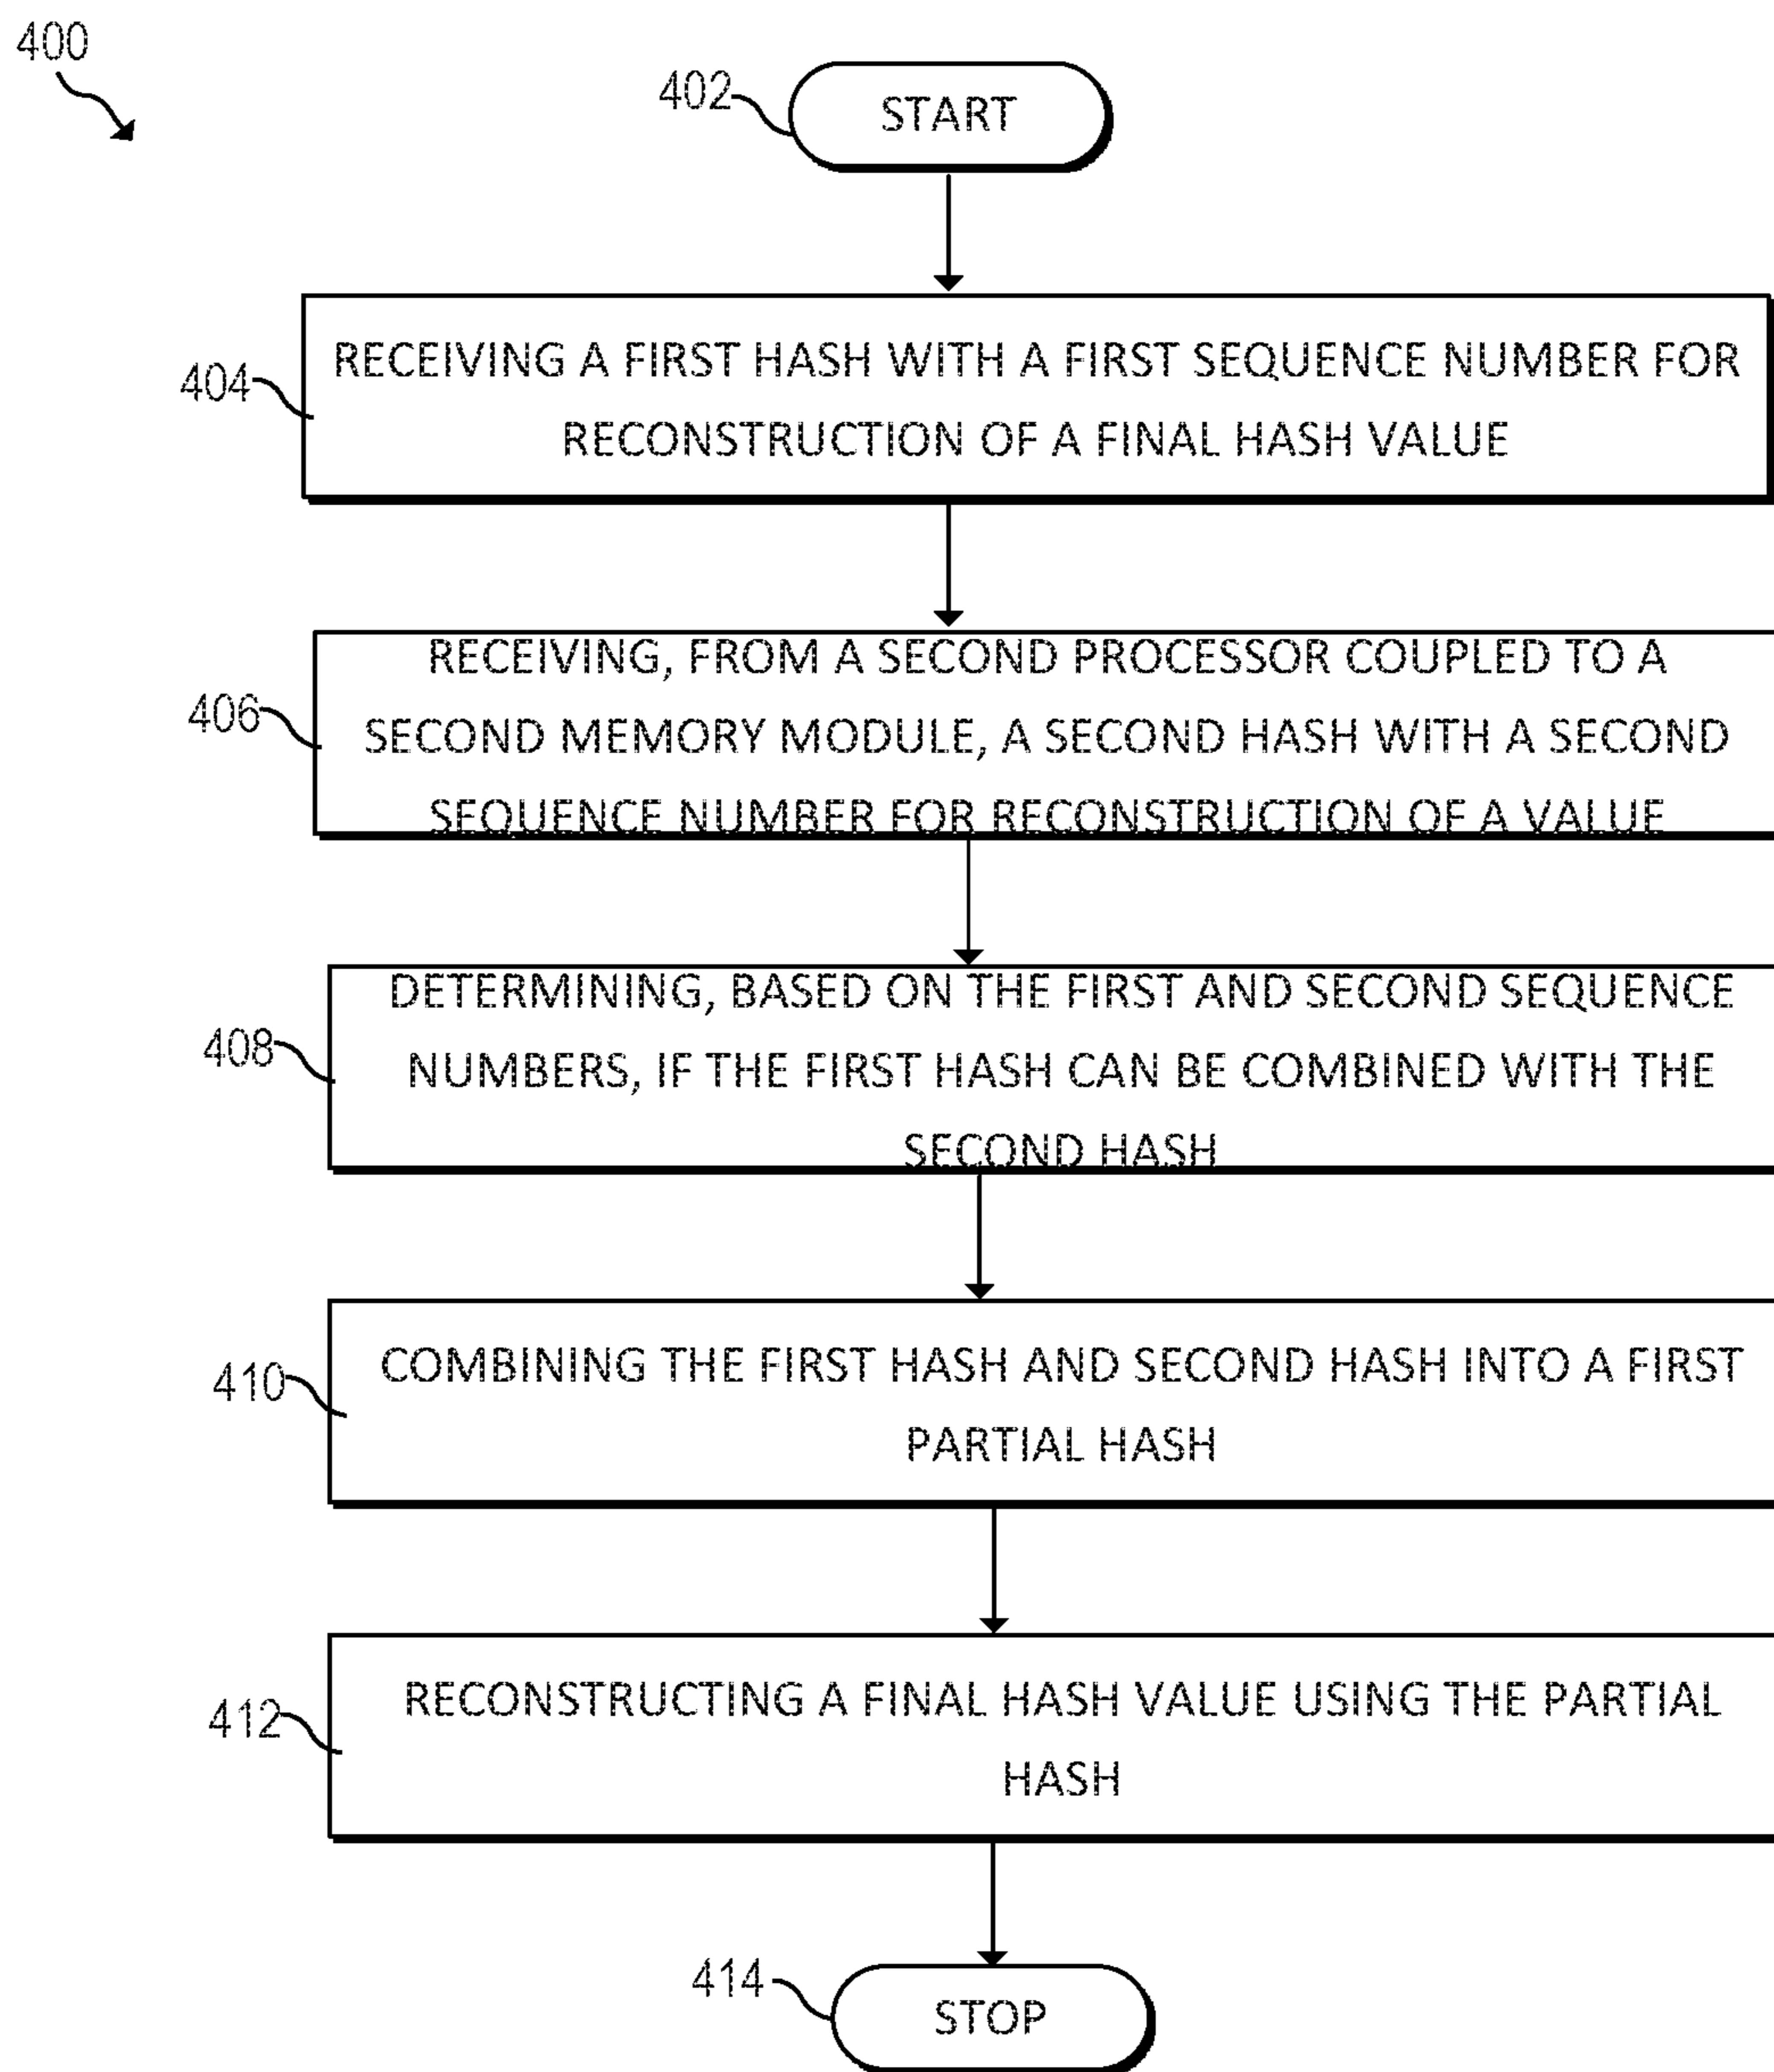 400
402
START
404
RECEIVING A FIRST HASH WITH A FIRST SEQUENCE NUMBER FOR
RECONSTRUCTION OF A FINAL HASH VALUE
406
RECEIVING, FROM A SECOND PROCESSOR COUPLED TO A
SECOND MEMORY MODULE, A SECOND HASH WITH A SECOND
SEQUENCE NUMBER FOR RECONSTRUCTION OF A VALUE
408
DETERMINING, BASED ON THE FIRST AND SECOND SEQUENCE
NUMBERS, IF THE FIRST HASH CAN BE COMBINED WITH THE
SECOND HASH
410
COMBINING THE FIRST HASH AND SECOND HASH INTO A FIRST
PARTIAL HASH
412
RECONSTRUCTING A FINAL HASH VALUE USING THE PARTIAL
HASH
414
STOP